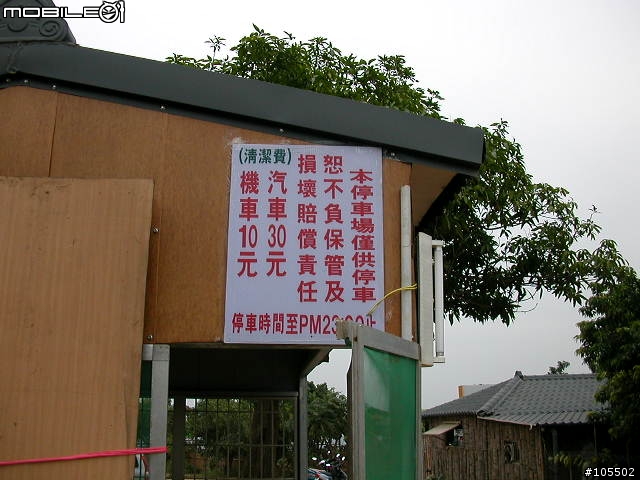 MOBILE01
本停車場僅供停車
恕不負保管及
損壞賠償責任
(清潔費)
汽車30元
機車10元
停車時間至PM23:00止
#105502